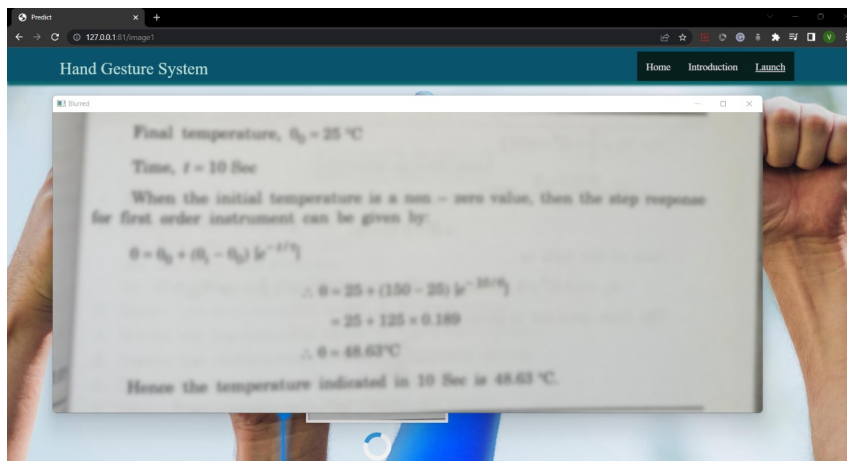 Predict
127.0.0.1:81/image1
V
Hand Gesture System
Home Introduction Launch
Blurred
Final temperature, θ₀ = 25 °C
Time, t = 10 Sec
When the initial temperature is a non – zero value, then the step response
for first order instrument can be given by:
θ = θ₀ + (θᵢ – θ₀) [e^–t/τ]
∴ θ = 25 + (150 – 25) [e^–10/6]
= 25 + 125 × 0.189
∴ θ = 48.63°C
Hence the temperature indicated in 10 Sec is 48.63 °C.